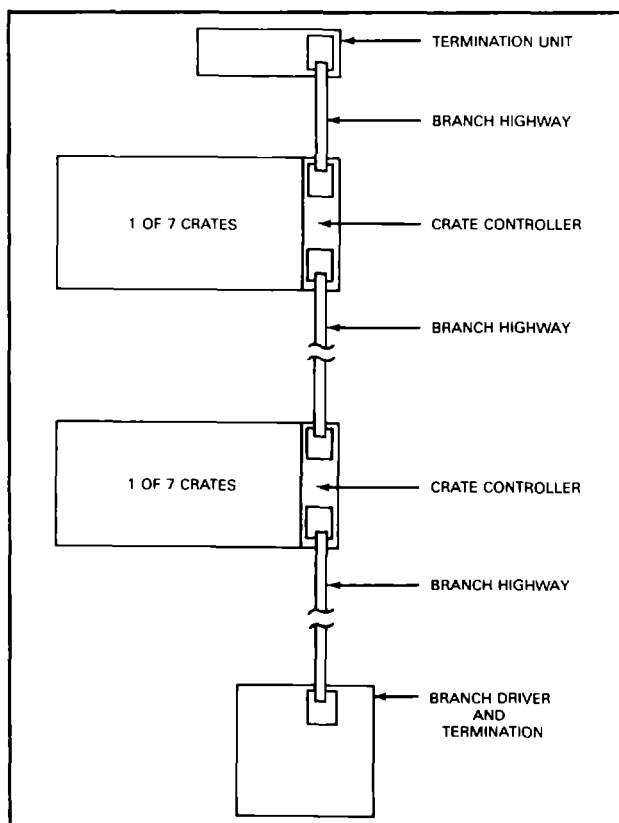 TERMINATION UNIT
BRANCH HIGHWAY
1 OF 7 CRATES
CRATE CONTROLLER
BRANCH HIGHWAY
1 OF 7 CRATES
CRATE CONTROLLER
BRANCH HIGHWAY
BRANCH DRIVER
AND
TERMINATION